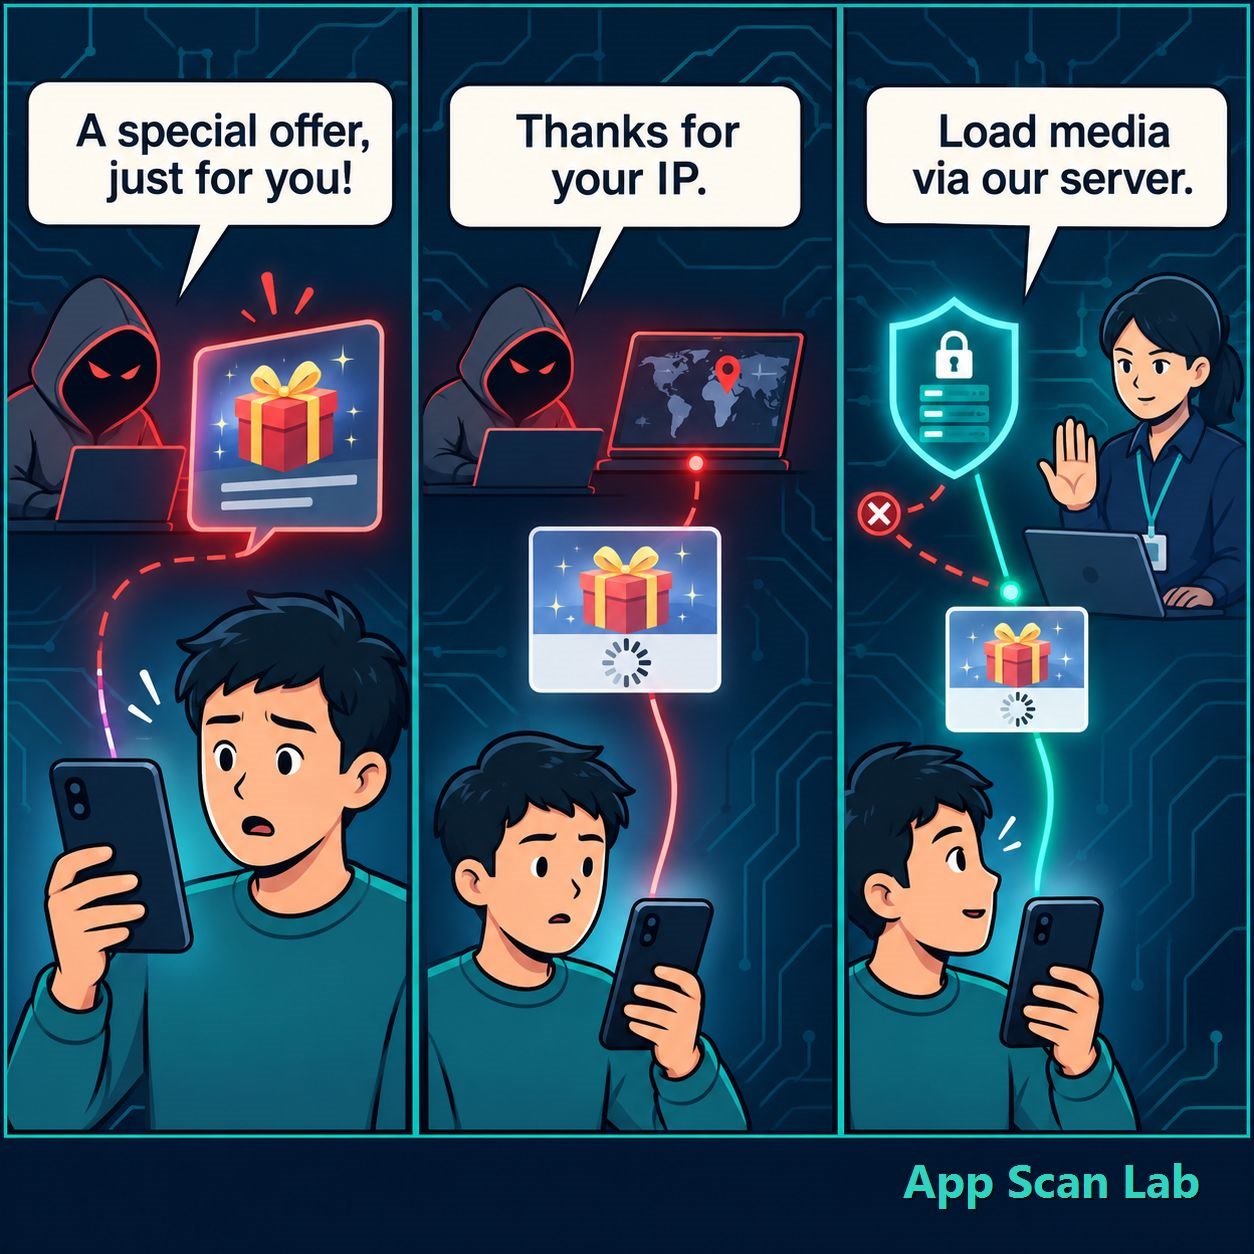 A special offer,
just for you!
Thanks for
your IP.
Load media
via our server.
App Scan Lab